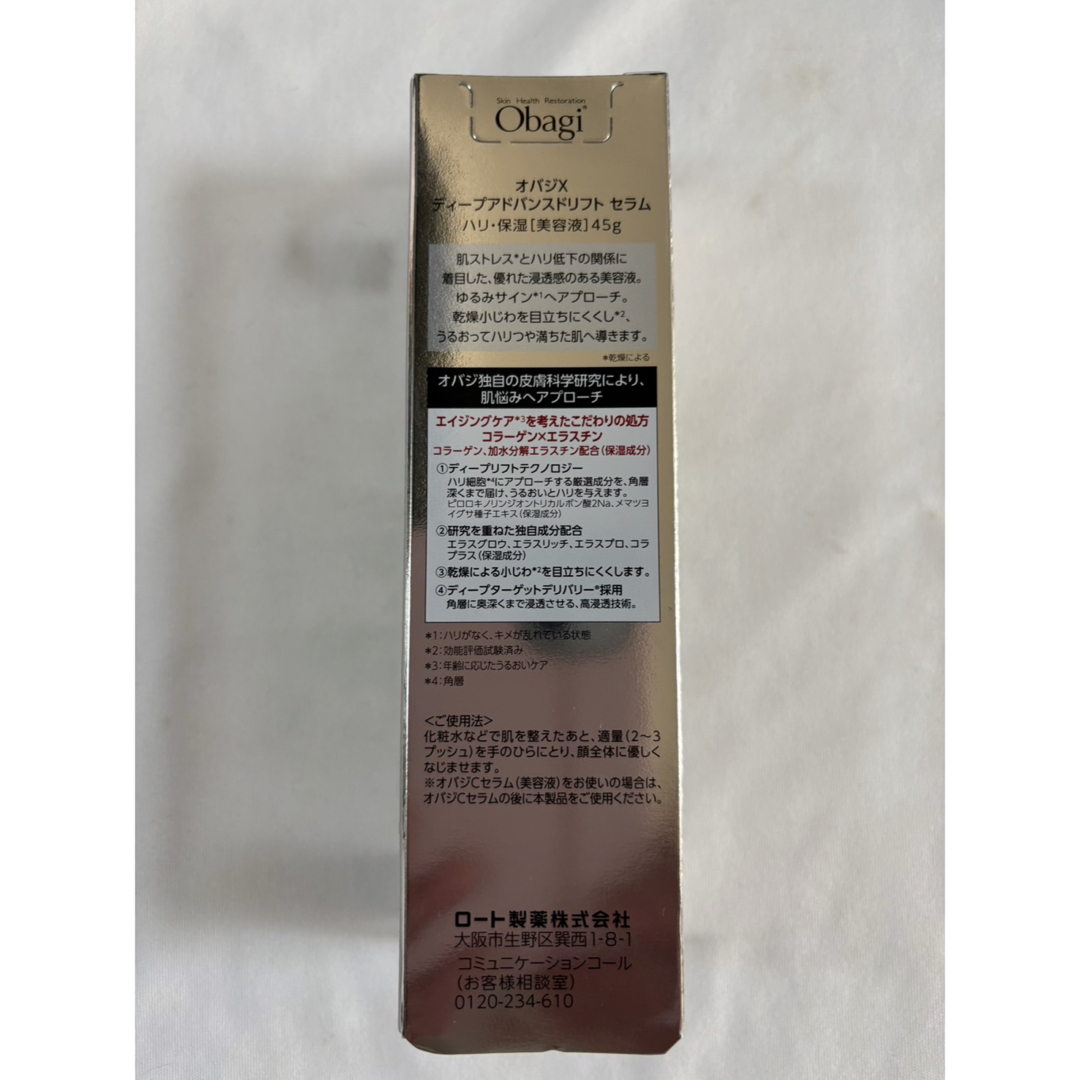 Skin Health Restoration
Obagi®
オバジX
ディープアドバンスドリフト セラム
ハリ・保湿[美容液]45g
肌ストレス*とハリ低下の関係に
着目した、優れた浸透感のある美容液。
ゆるみサイン*1へアプローチ。
乾燥小じわを目立ちにくくし*2、
うるおってハリつや満ちた肌へ導きます。
*乾燥による
オバジ独自の皮膚科学研究により、
肌悩みへアプローチ
エイジングケア*3を考えたこだわりの処方
コラーゲン×エラスチン
コラーゲン、加水分解エラスチン配合(保湿成分)
①ディープリフトテクノロジー
ハリ細胞*4にアプローチする厳選成分を、角層
深くまで届け、うるおいとハリを与えます。
ピロロキノリンジオントリカルボン酸2Na、メマツヨ
イグサ種子エキス(保湿成分)
②研究を重ねた独自成分配合
エラスグロウ、エラスリッチ、エラスプロ、コラ
プラス(保湿成分)
③乾燥による小じわ*2を目立ちにくくします。
④ディープターゲットデリバリー*採用
角層に奥深くまで浸透させる、高浸透技術。
*1:ハリがなく、キメが乱れている状態
*2:効能評価試験済み
*3:年齢に応じたうるおいケア
*4:角層
<ご使用法>
化粧水などで肌を整えたあと、適量(2〜3
プッシュ)を手のひらにとり、顔全体に優しく
なじませます。
※オバジCセラム(美容液)をお使いの場合は、
オバジCセラムの後に本製品をご使用ください。
ロート製薬株式会社
大阪市生野区巽西1-8-1
コミュニケーションコール
(お客様相談室)
0120-234-610